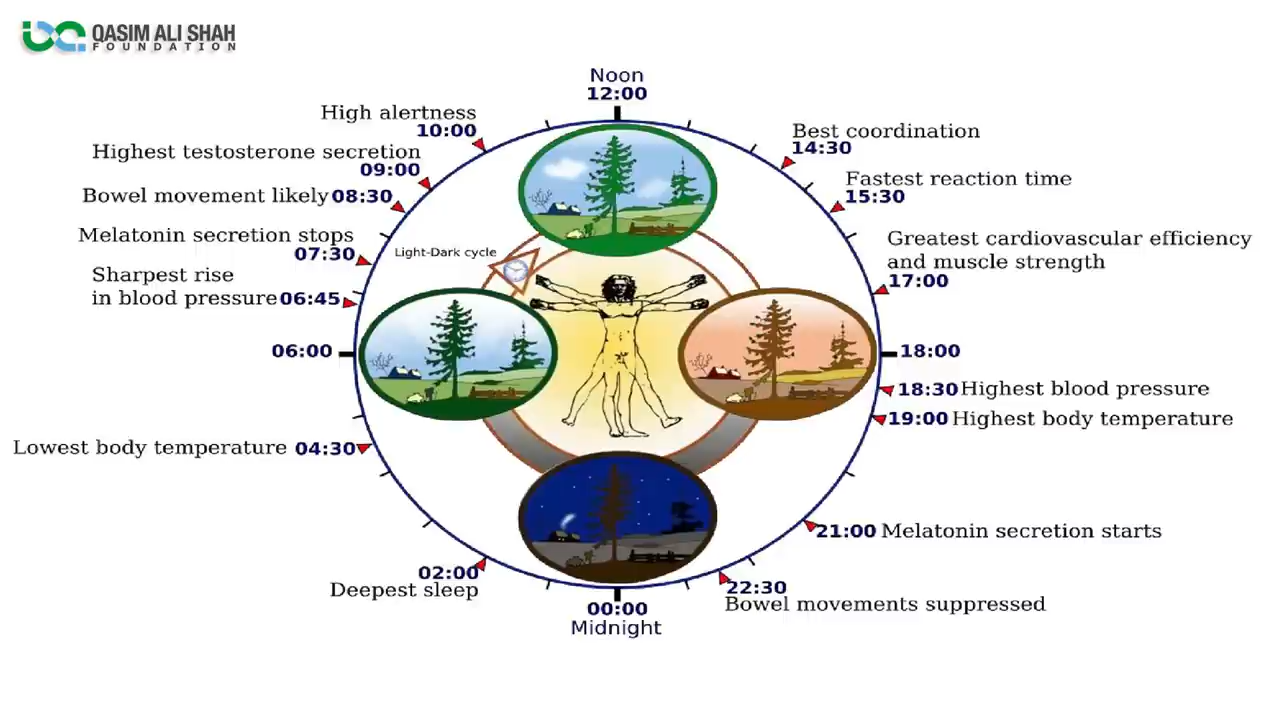 QASIM ALI SHAH
FOUNDATION
Noon
12:00
High alertness
10:00
Highest testosterone secretion
09:00
Bowel movement likely 08:30
Melatonin secretion stops
07:30
Sharpest rise
in blood pressure 06:45
06:00
Lowest body temperature 04:30
02:00
Deepest sleep
00:00
Midnight
Best coordination
14:30
Fastest reaction time
15:30
Greatest cardiovascular efficiency
and muscle strength
17:00
18:00
18:30 Highest blood pressure
19:00 Highest body temperature
21:00 Melatonin secretion starts
22:30
Bowel movements suppressed
Light-Dark cycle